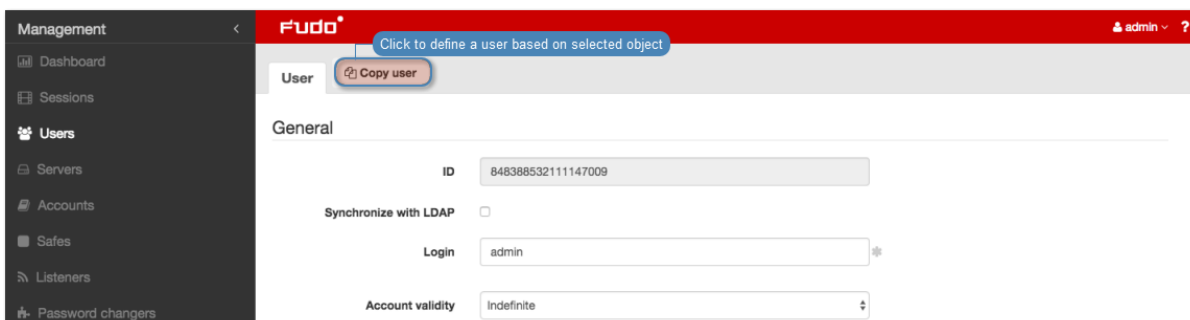 Management
FUDO
admin
?
Click to define a user based on selected object
Dashboard
User
Copy user
Sessions
Users
General
Servers
ID
848388532111147009
Accounts
Synchronize with LDAP
Safes
Login
admin
Listeners
Account validity
Indefinite
Password changers